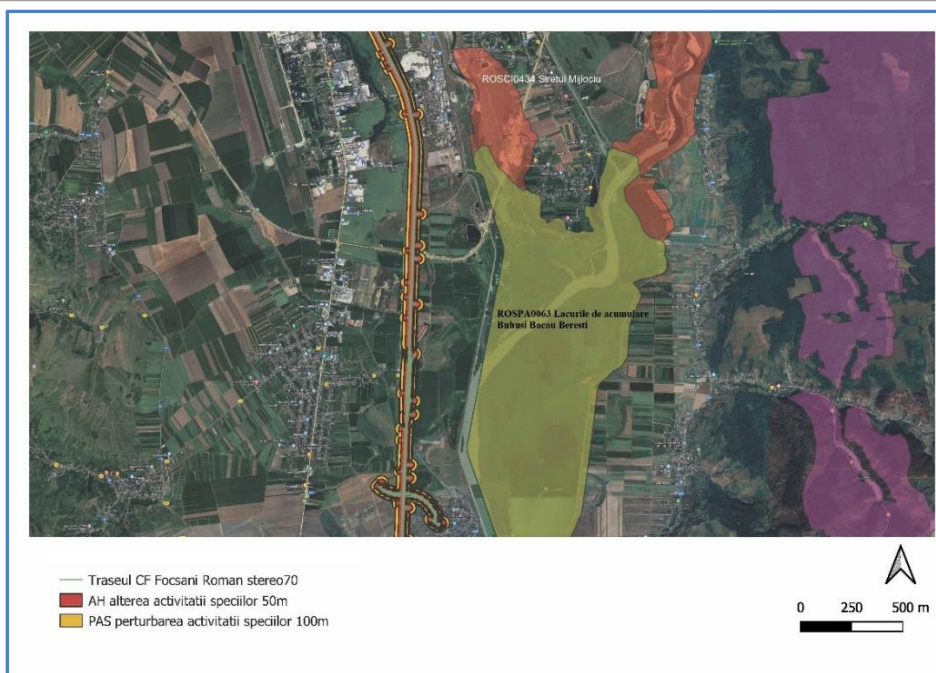 ROSCI0434 Siretul Mijlociu
ROSPA0063 Lacurile de acumulare
Buhusi Bacau Beresti
Traseul CF Focsani Roman stereo70
AH alterea activitatii speciilor 50m
PAS perturbarea activitatii speciilor 100m
0 250 500 m